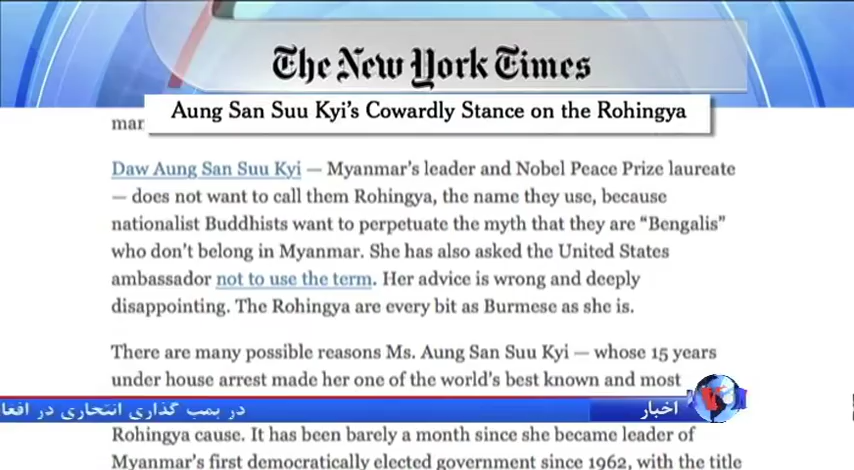 The New York Times
Aung San Suu Kyi's Cowardly Stance on the Rohingya
mar
Daw Aung San Suu Kyi — Myanmar's leader and Nobel Peace Prize laureate
— does not want to call them Rohingya, the name they use, because
nationalist Buddhists want to perpetuate the myth that they are “Bengalis”
who don't belong in Myanmar. She has also asked the United States
ambassador not to use the term. Her advice is wrong and deeply
disappointing. The Rohingya are every bit as Burmese as she is.
There are many possible reasons Ms. Aung San Suu Kyi — whose 15 years
under house arrest made her one of the world's best known and most
اخبار
در بمب گذاری انتحاری در افغا
Rohingya cause. It has been barely a month since she became leader of
Myanmar's first democratically elected government since 1962, with the title